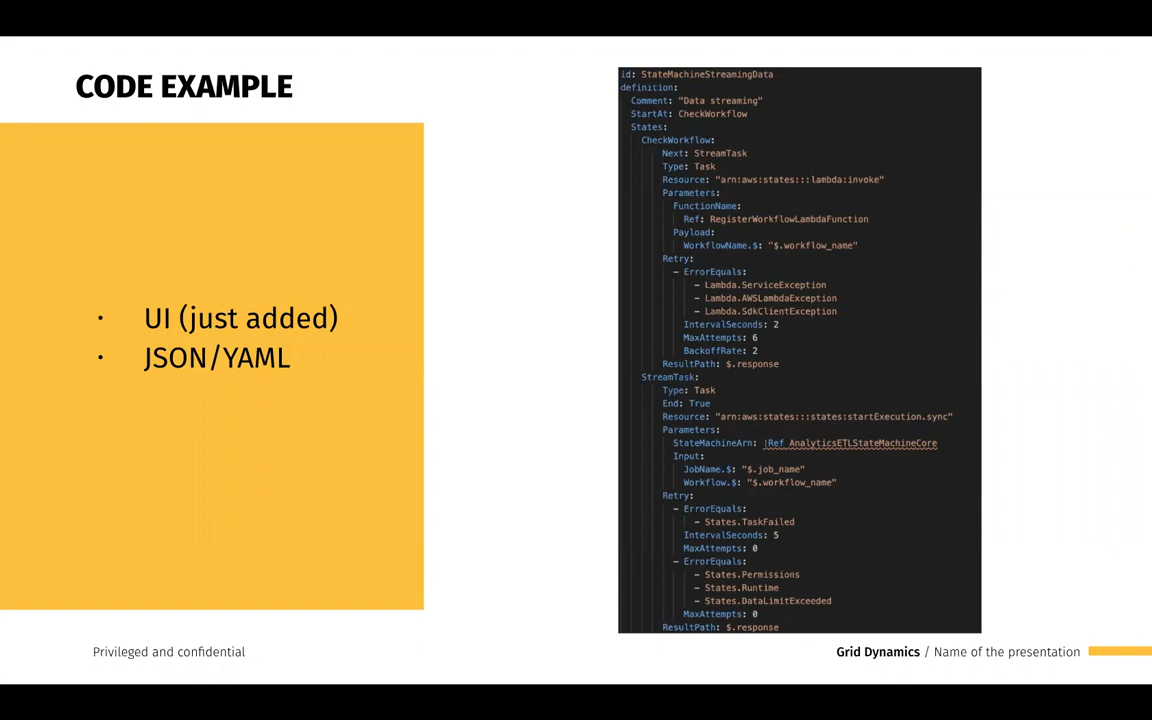 CODE EXAMPLE
• UI (just added)
• JSON/YAML
id: StateMachineStreamingData
definition:
  Comment: "Data streaming"
  StartAt: CheckWorkflow
  States:
    CheckWorkflow:
        Next: StreamTask
        Type: Task
        Resource: "arn:aws:states:::lambda:invoke"
        Parameters:
          FunctionName:
            Ref: RegisterWorkflowLambdaFunction
          Payload:
            WorkflowName.$: "$.workflow_name"
        Retry:
          - ErrorEquals:
              - Lambda.ServiceException
              - Lambda.AWSLambdaException
              - Lambda.SdkClientException
            IntervalSeconds: 2
            MaxAttempts: 6
            BackoffRate: 2
        ResultPath: $.response
    StreamTask:
        Type: Task
        End: True
        Resource: "arn:aws:states:::states:startExecution.sync"
        Parameters:
          StateMachineArn: !Ref AnalyticsETLStateMachineCore
          Input:
            JobName.$: "$.job_name"
            Workflow.$: "$.workflow_name"
        Retry:
          - ErrorEquals:
              - States.TaskFailed
            IntervalSeconds: 5
            MaxAttempts: 0
          - ErrorEquals:
              - States.Permissions
              - States.Runtime
              - States.DataLimitExceeded
            MaxAttempts: 0
        ResultPath: $.response
Privileged and confidential
Grid Dynamics / Name of the presentation